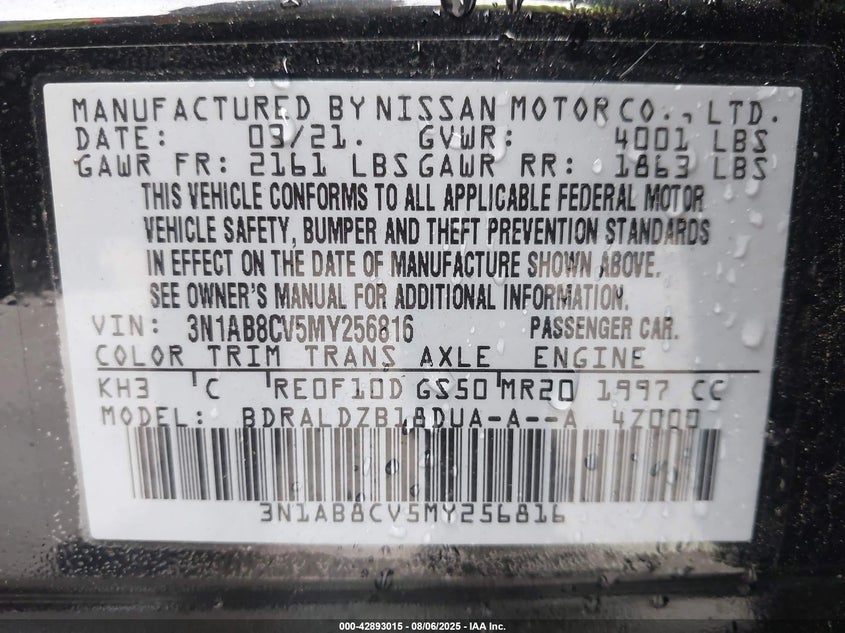 MANUFACTURED BY NISSAN MOTOR CO., LTD.
DATE: 03/21. GVWR: 4001 LBS
GAWR FR: 2161 LBS GAWR RR: 1863 LBS
THIS VEHICLE CONFORMS TO ALL APPLICABLE FEDERAL MOTOR
VEHICLE SAFETY, BUMPER AND THEFT PREVENTION STANDARDS
IN EFFECT ON THE DATE OF MANUFACTURE SHOWN ABOVE.
SEE OWNER'S MANUAL FOR ADDITIONAL INFORMATION.
VIN: 3N1AB8CV5MY256816 PASSENGER CAR.
COLOR TRIM TRANS AXLE ENGINE
KH3 C RE0F10D GS50 MR20 1997 CC
MODEL: BDRALDZB18DUA-A--A 4Z000
3N1AB8CV5MY256816
000-42893015 - 08/06/2025 - IAA Inc.